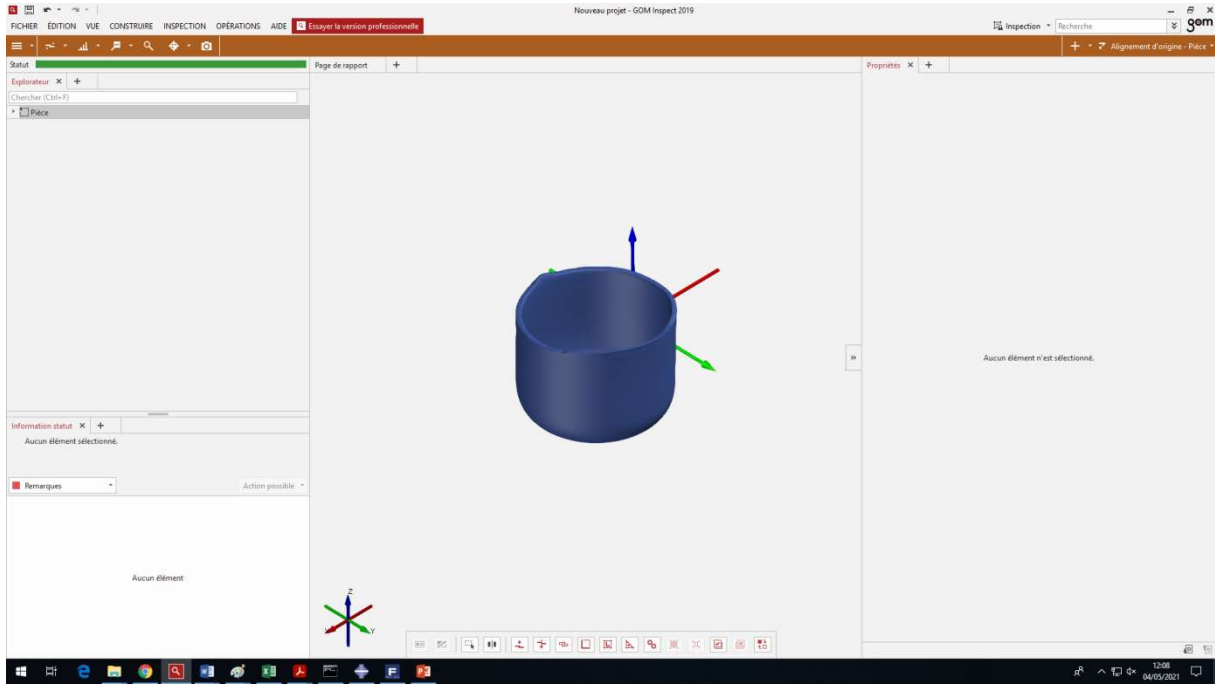 Nouveau projet - GOM Inspect 2019
FICHIER ÉDITION VUE CONSTRUIRE INSPECTION OPÉRATIONS AIDE Essayer la version professionnelle
Inspection Recherche gom
Alignement d'origine - Pièce
Statut
Page de rapport
Propriétés
Explorateur
Chercher (Ctrl+F)
Pièce
Aucun élément n'est sélectionné.
Information statut
Aucun élément sélectionné.
Remarques Action possible
Aucun élément
Z
Y
12:08
04/05/2021